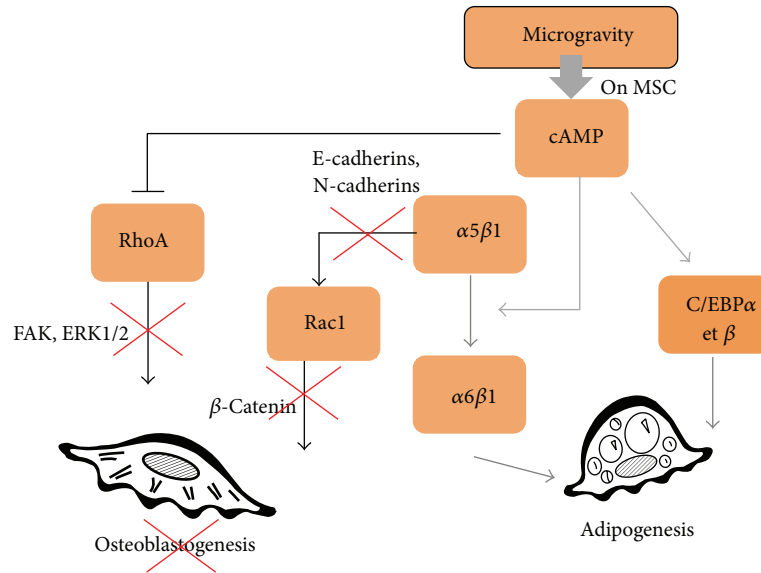 Microgravity
On MSC
cAMP
E-cadherins,
N-cadherins
RhoA
α5β1
C/EBPα
et β
Rac1
FAK, ERK1/2
α6β1
β-Catenin
Osteoblastogenesis
Adipogenesis